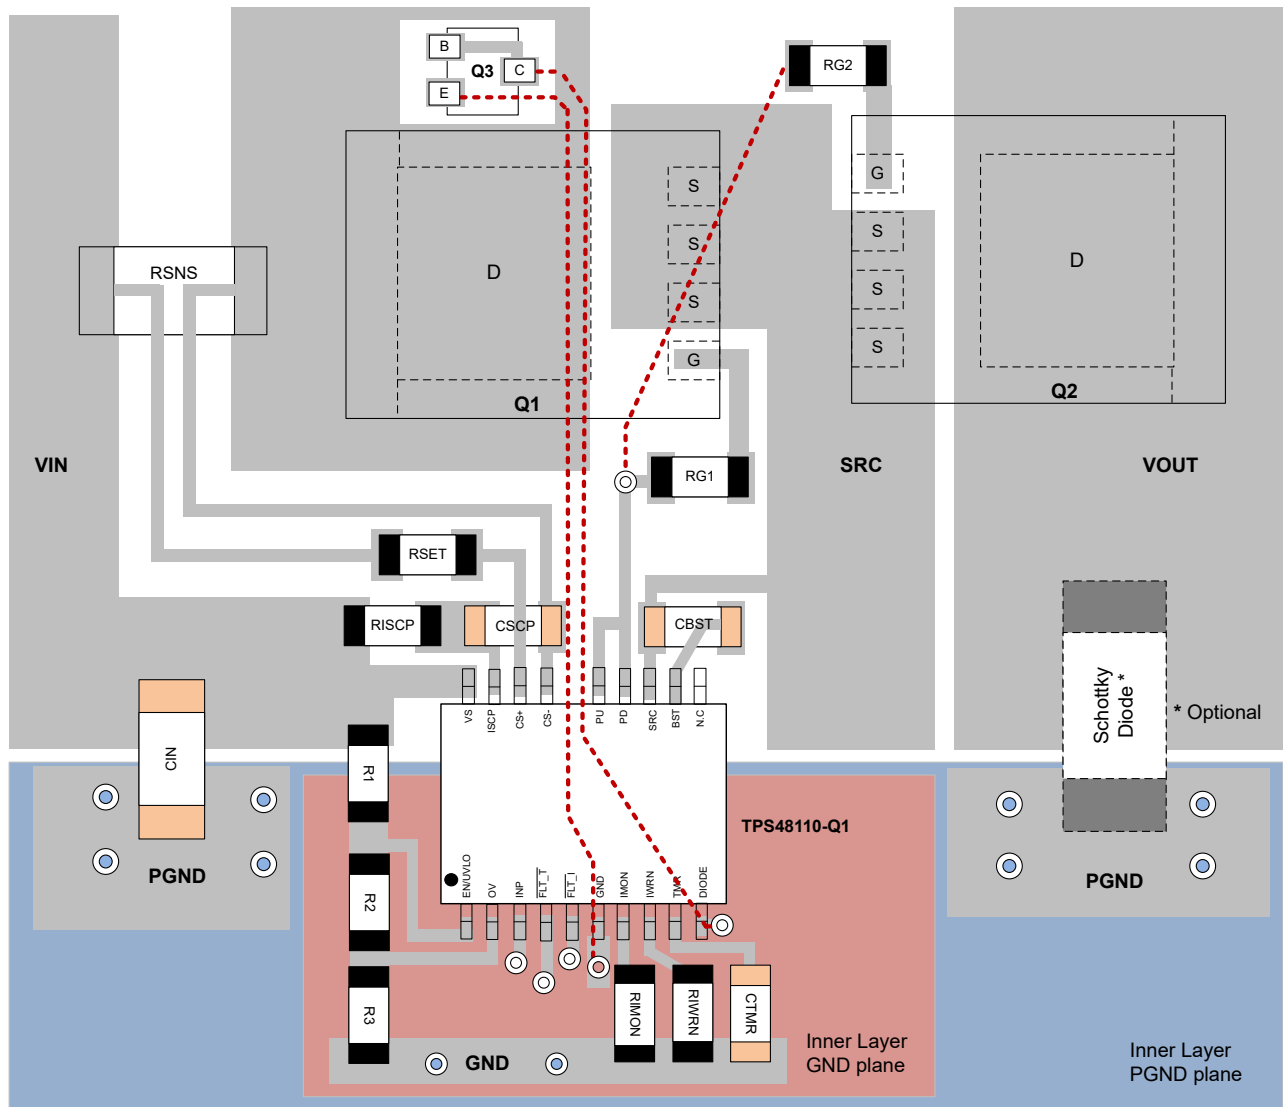 B
Q3
C
E
RG2
S
G
S
S
RSNS
D
D
S
S
S
G
S
Q1
Q2
VIN
SRC
VOUT
RG1
RSET
RISCP
CSCP
CBST
VS
ISCP
CS+
CS-
PU
PD
SRC
BST
N.C
Schottky
Diode *
* Optional
CIN
R1
TPS48110-Q1
PGND
PGND
EN/UVLO
OV
INP
FLT_T
FLT_I
GND
IMON
IWRN
TMR
DIODE
R2
R3
RIMON
RIWRN
CTMR
GND
Inner Layer
GND plane
Inner Layer
PGND plane